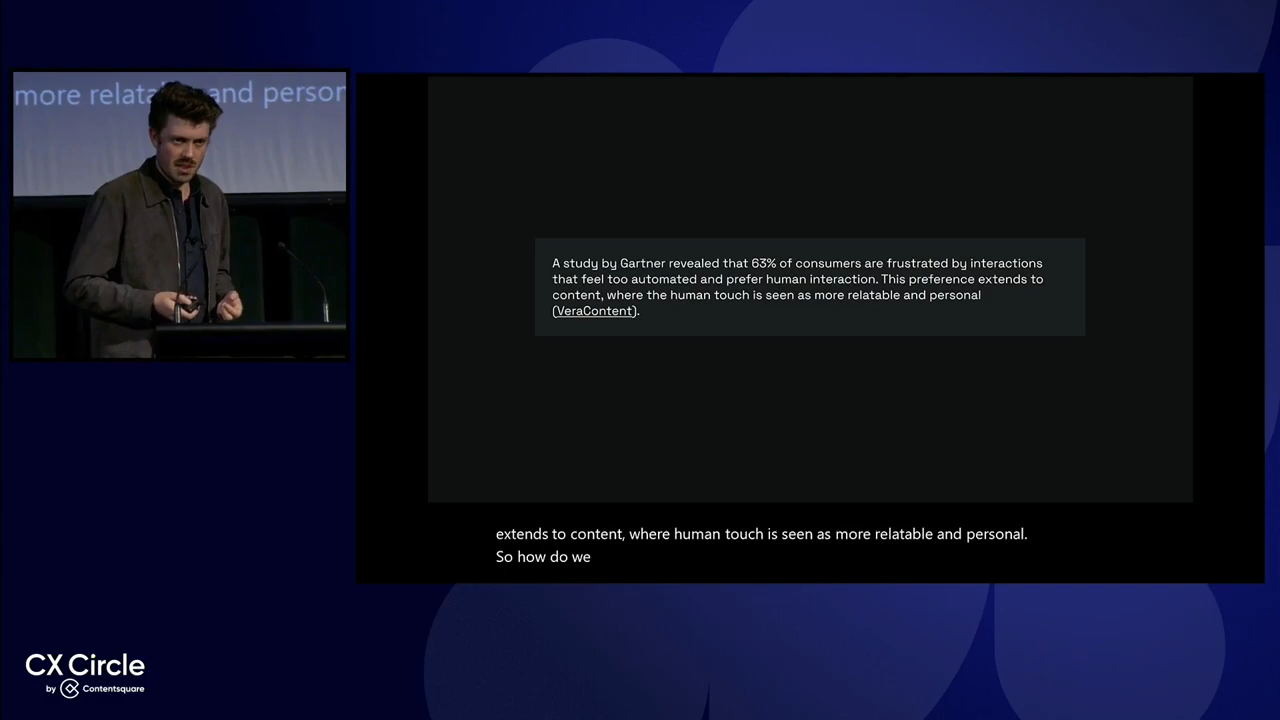 more relata and person
A study by Gartner revealed that 63% of consumers are frustrated by interactions
that feel too automated and prefer human interaction. This preference extends to
content, where the human touch is seen as more relatable and personal
(VeraContent).
extends to content, where human touch is seen as more relatable and personal.
So how do we
CX Circle
by Contentsquare